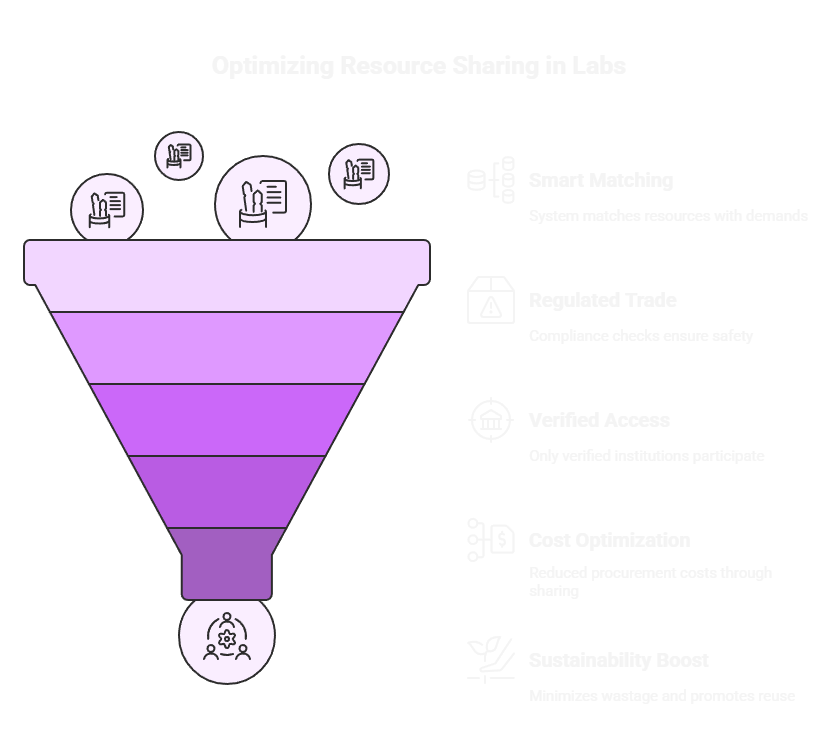 Optimizing Resource Sharing in Labs
Smart Matching
System matches resources with demands
Regulated Trade
Compliance checks ensure safety
Verified Access
Only verified institutions participate
Cost Optimization
Reduced procurement costs through
sharing
Sustainability Boost
Minimizes wastage and promotes reuse